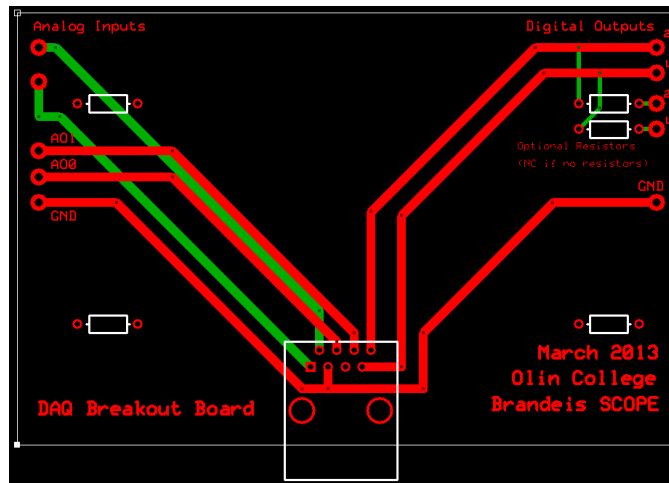 Analog Inputs
Digital Outputs
AO1
AO0
GND
Optional Resistors
(NC if no resistors)
GND
March 2013
Olin College
Brandeis SCOPE
DAQ Breakout Board